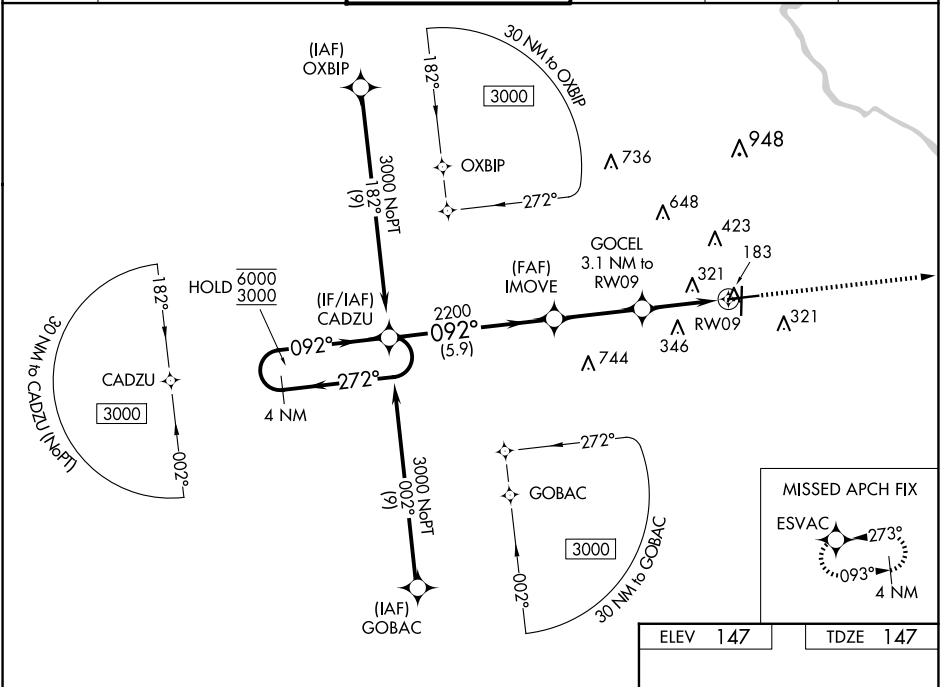 (IAF)
OXBIP
30 NM to OXBIP
182°
3000
OXBIP
272°
3000 NoPT
182°
(9)
736
948
648
423
183
GOCEL
3.1 NM to
RW09
321
(FAF)
IMOVE
HOLD 6000
3000
(IF/IAF)
CADZU
2200
092°
(5.9)
RW09
321
346
744
092°
272°
4 NM
182°
30 NM to CADZU (NoPT)
CADZU
3000
002°
3000 NoPT
002°
(9)
(IAF)
GOBAC
272°
GOBAC
3000
002°
30 NM to GOBAC
MISSED APCH FIX
ESVAC
273°
093°
4 NM
ELEV 147
TDZE 147